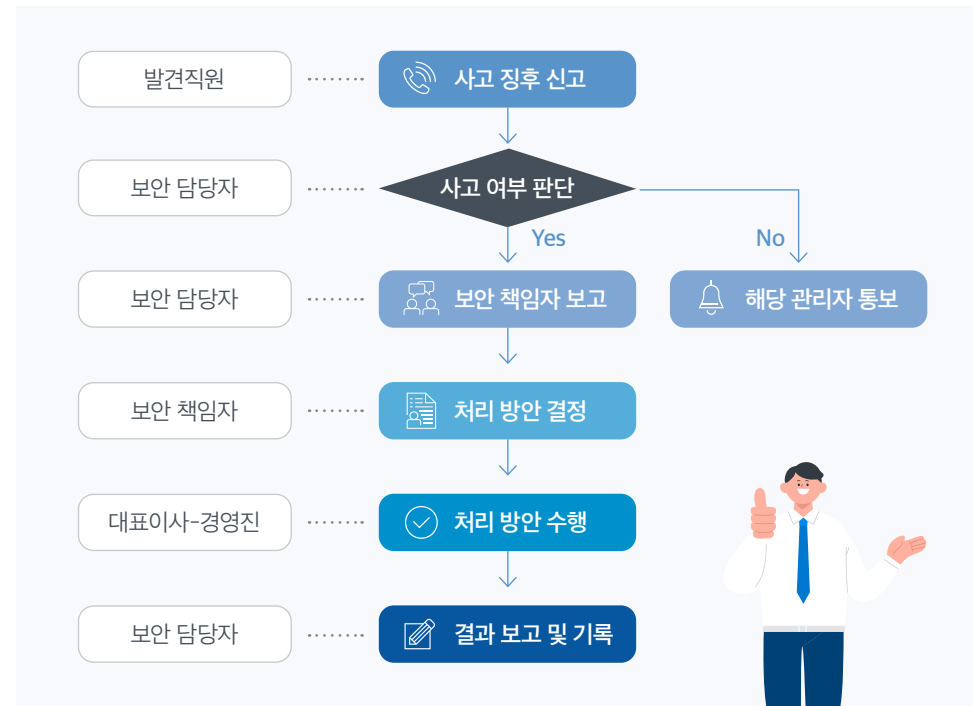 발견직원
사고 징후 신고
보안 담당자
사고 여부 판단
Yes
No
보안 담당자
보안 책임자 보고
해당 관리자 통보
보안 책임자
처리 방안 결정
대표이사-경영진
처리 방안 수행
보안 담당자
결과 보고 및 기록